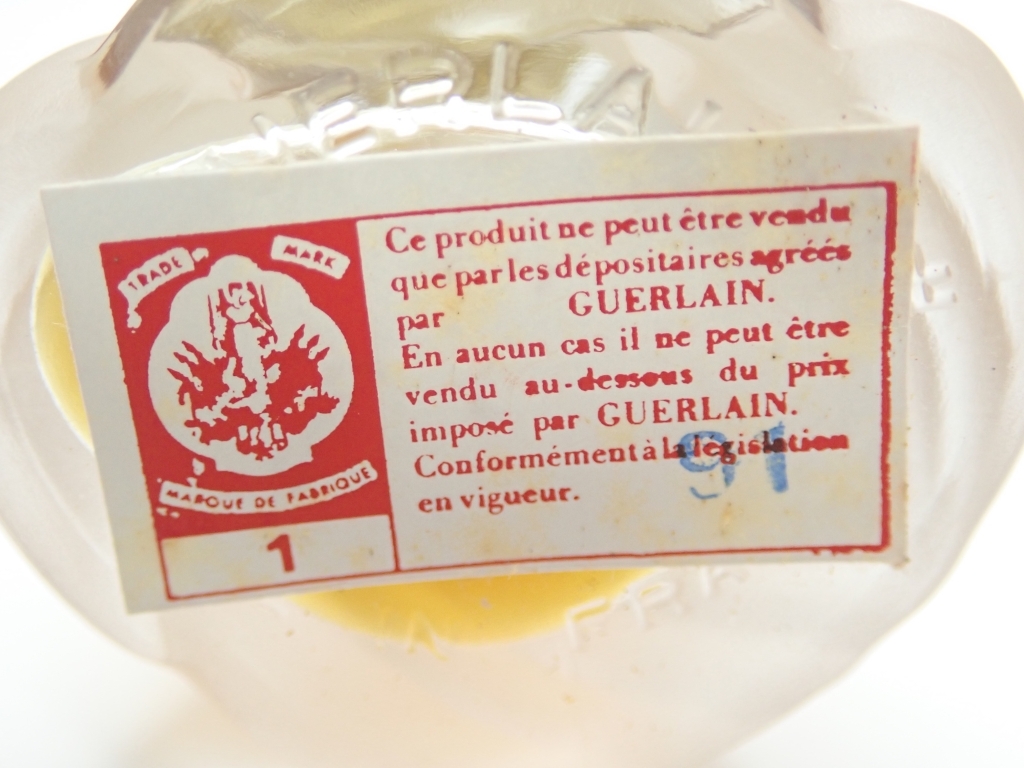 TRADE MARK
MARQUE DE FABRIQUE
1
Ce produit ne peut être vendu
que par les dépositaires agréés
par GUERLAIN.
En aucun cas il ne peut être
vendu au-dessous du prix
imposé par GUERLAIN.
Conformément à la législation
en vigueur.
91